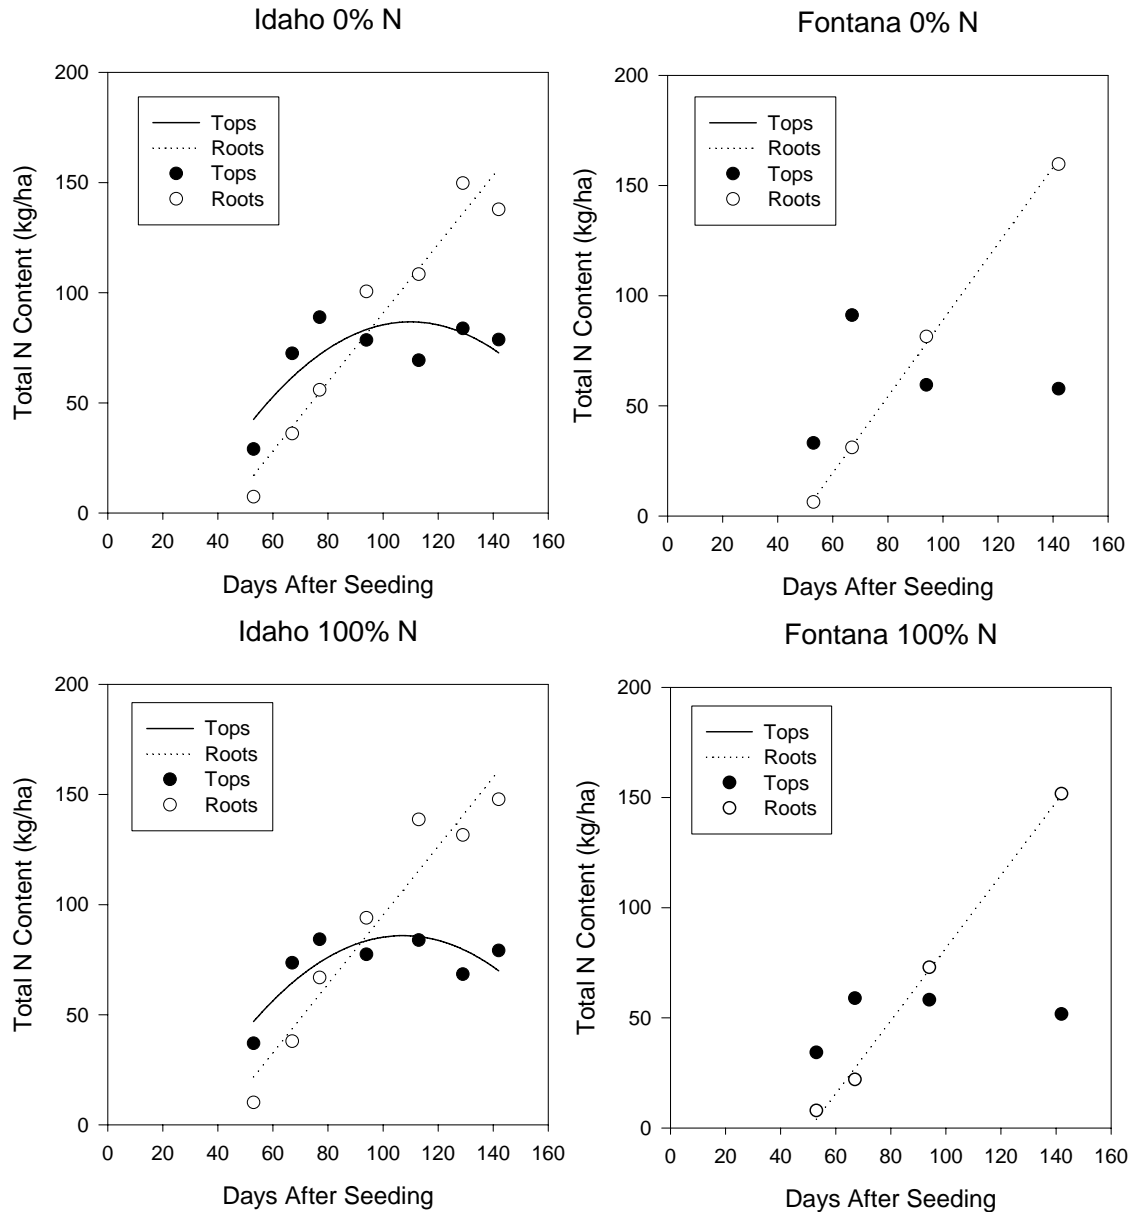 Idaho 0% N
Total N Content (kg/ha)
200
150
100
50
0
Tops
Roots
Tops
Roots
0 20 40 60 80 100 120 140 160
Days After Seeding
Fontana 0% N
Total N Content (kg/ha)
200
150
100
50
0
Tops
Roots
Tops
Roots
0 20 40 60 80 100 120 140 160
Days After Seeding
Idaho 100% N
Total N Content (kg/ha)
200
150
100
50
0
Tops
Roots
Tops
Roots
0 20 40 60 80 100 120 140 160
Days After Seeding
Fontana 100% N
Total N Content (kg/ha)
200
150
100
50
0
Tops
Roots
Tops
Roots
0 20 40 60 80 100 120 140 160
Days After Seeding